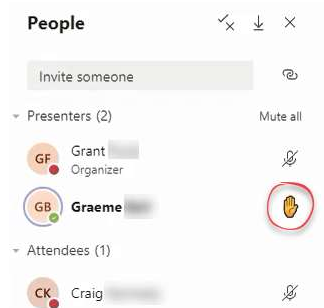 People
Invite someone
Presenters (2)
Mute all
GF
Grant
Organizer
GB
Graeme
Attendees (1)
CK
Craig